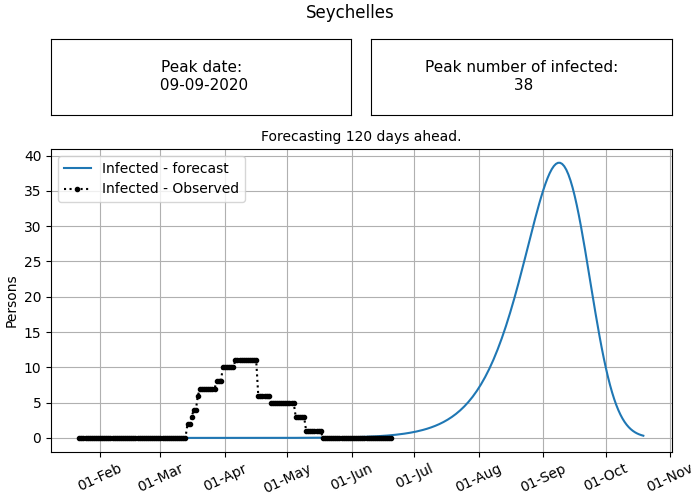 Seychelles
Peak date:
09-09-2020
Peak number of infected:
38
Forecasting 120 days ahead.
Infected - forecast
Infected - Observed
Persons
40
35
30
25
20
15
10
5
0
01-Feb
01-Mar
01-Apr
01-May
01-Jun
01-Jul
01-Aug
01-Sep
01-Oct
01-Nov